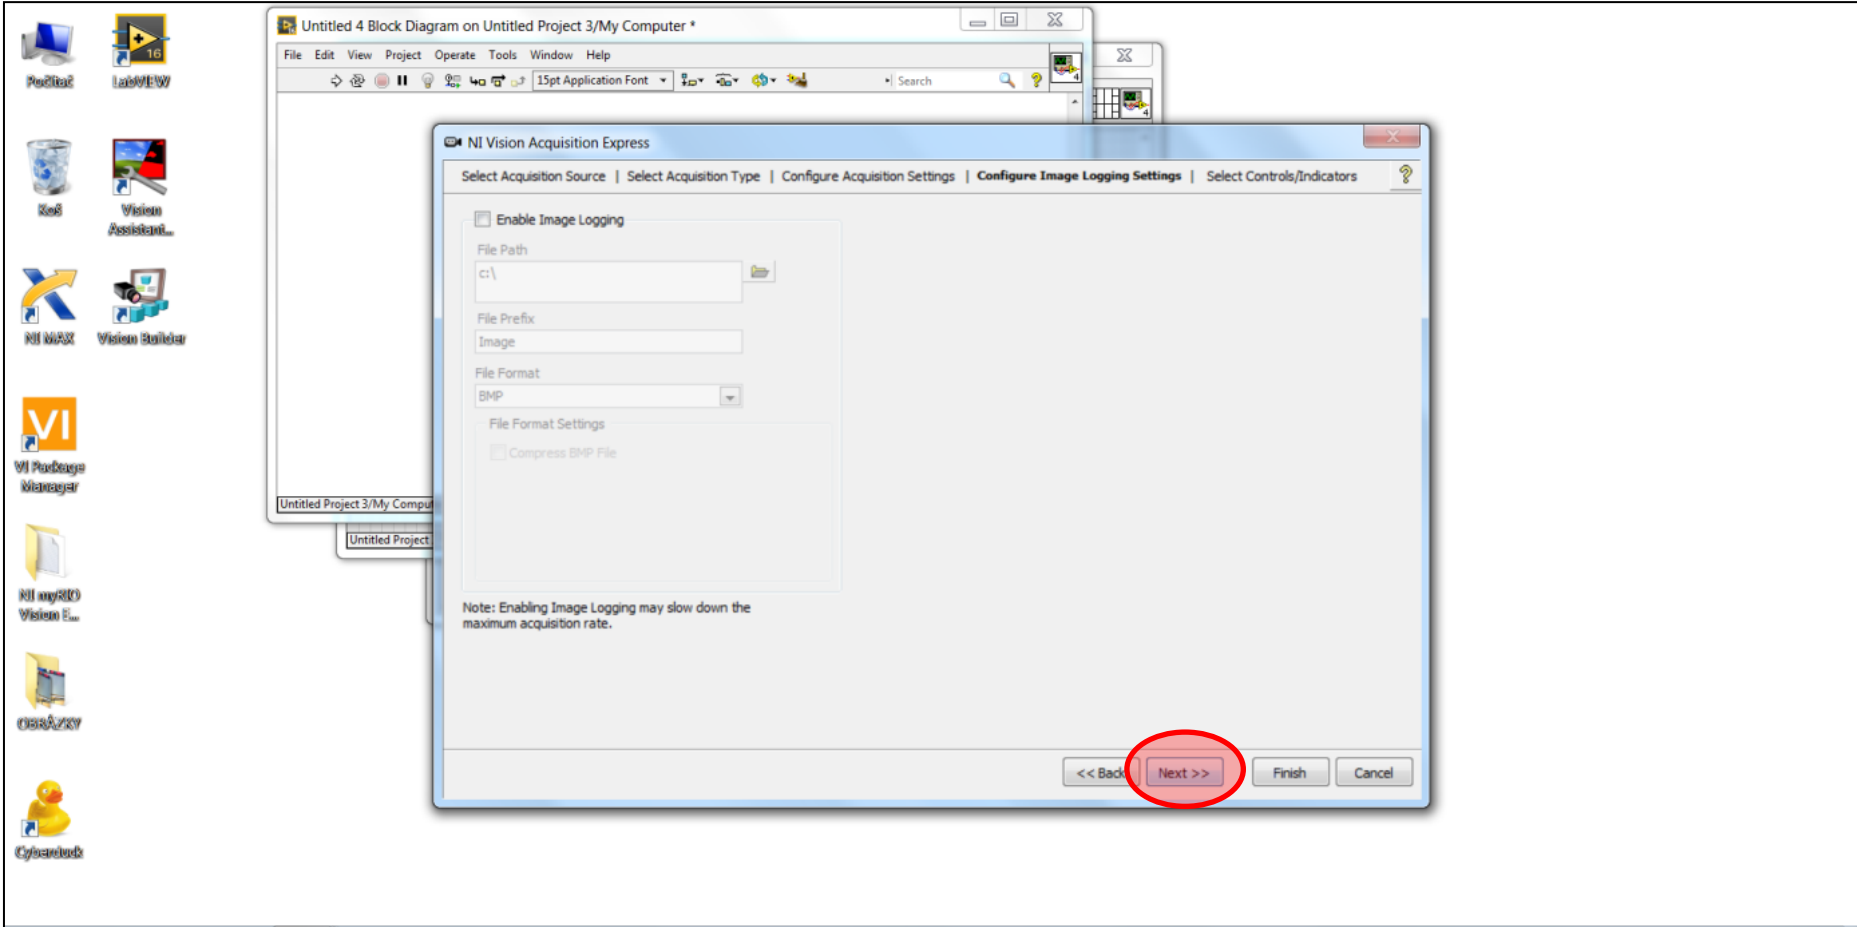 Počítač
LabVIEW
16
Koš
Vision
Assistant...
NI MAX
Vision Builder
VI
VI Package
Manager
NI myRIO
Vision E...
OBRÁZKY
Cyberduck
Untitled 4 Block Diagram on Untitled Project 3/My Computer *
File Edit View Project Operate Tools Window Help
15pt Application Font
Search
4
4
Untitled Project 3/My Comput
Untitled Project
NI Vision Acquisition Express
Select Acquisition Source | Select Acquisition Type | Configure Acquisition Settings | Configure Image Logging Settings | Select Controls/Indicators
Enable Image Logging
File Path
c:\
File Prefix
Image
File Format
BMP
File Format Settings
Compress BMP File
Note: Enabling Image Logging may slow down the
maximum acquisition rate.
<< Back Next >> Finish Cancel